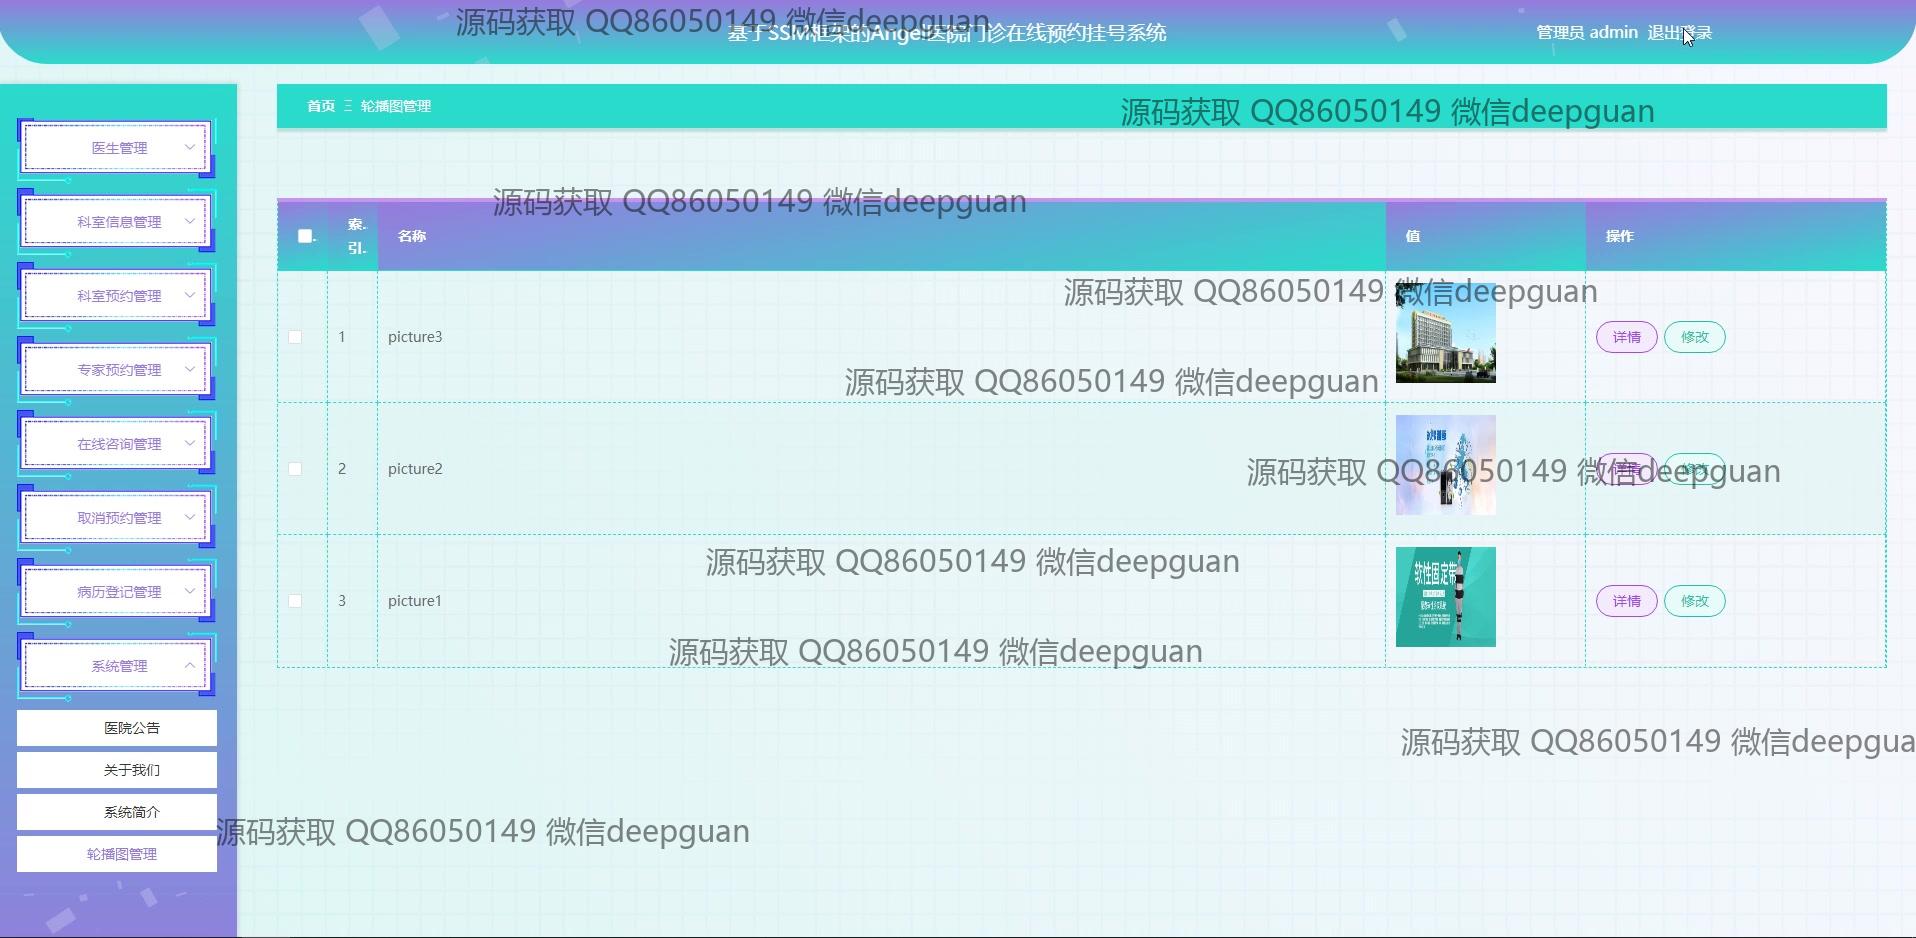 源码获取 QQ86050149 微信deepguan
基于SSM框架的Angel医院门诊在线预约挂号系统
管理员 admin 退出登录
首页 Ξ 轮播图管理
源码获取 QQ86050149 微信deepguan
医生管理
科室信息管理
科室预约管理
专家预约管理
在线咨询管理
取消预约管理
病历登记管理
系统管理
医院公告
关于我们
系统简介
轮播图管理
源码获取 QQ86050149 微信deepguan
索引 名称 值 操作
源码获取 QQ86050149 微信deepguan
1 picture3 详情 修改
源码获取 QQ86050149 微信deepguan
2 picture2 详情 修改
源码获取 QQ86050149 微信deepguan
源码获取 QQ86050149 微信deepguan
软性固定带
3 picture1 详情 修改
源码获取 QQ86050149 微信deepguan
源码获取 QQ86050149 微信deepgua
源码获取 QQ86050149 微信deepguan